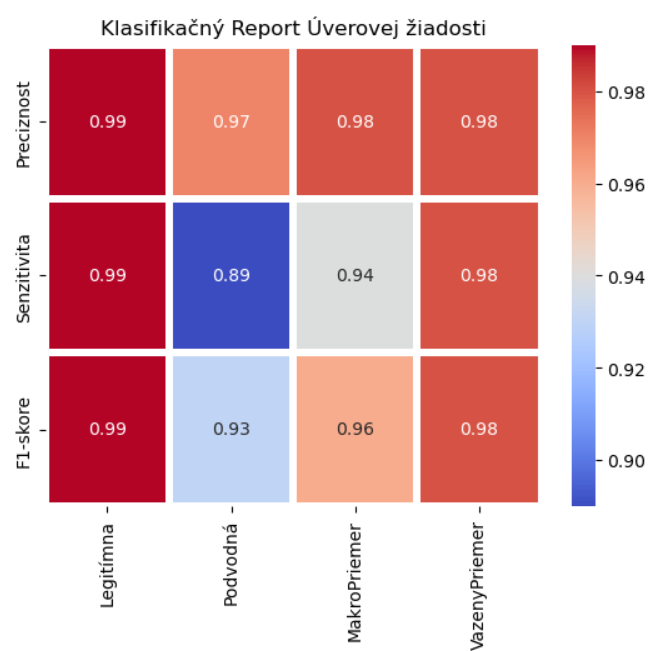 Klasifikačný Report Úverovej žiadosti
Preciznost
0.99 0.97 0.98 0.98
Senzitivita
0.99 0.89 0.94 0.98
F1-skore
0.99 0.93 0.96 0.98
Legitímna
Podvodná
MakroPriemer
VazenyPriemer
0.98
0.96
0.94
0.92
0.90